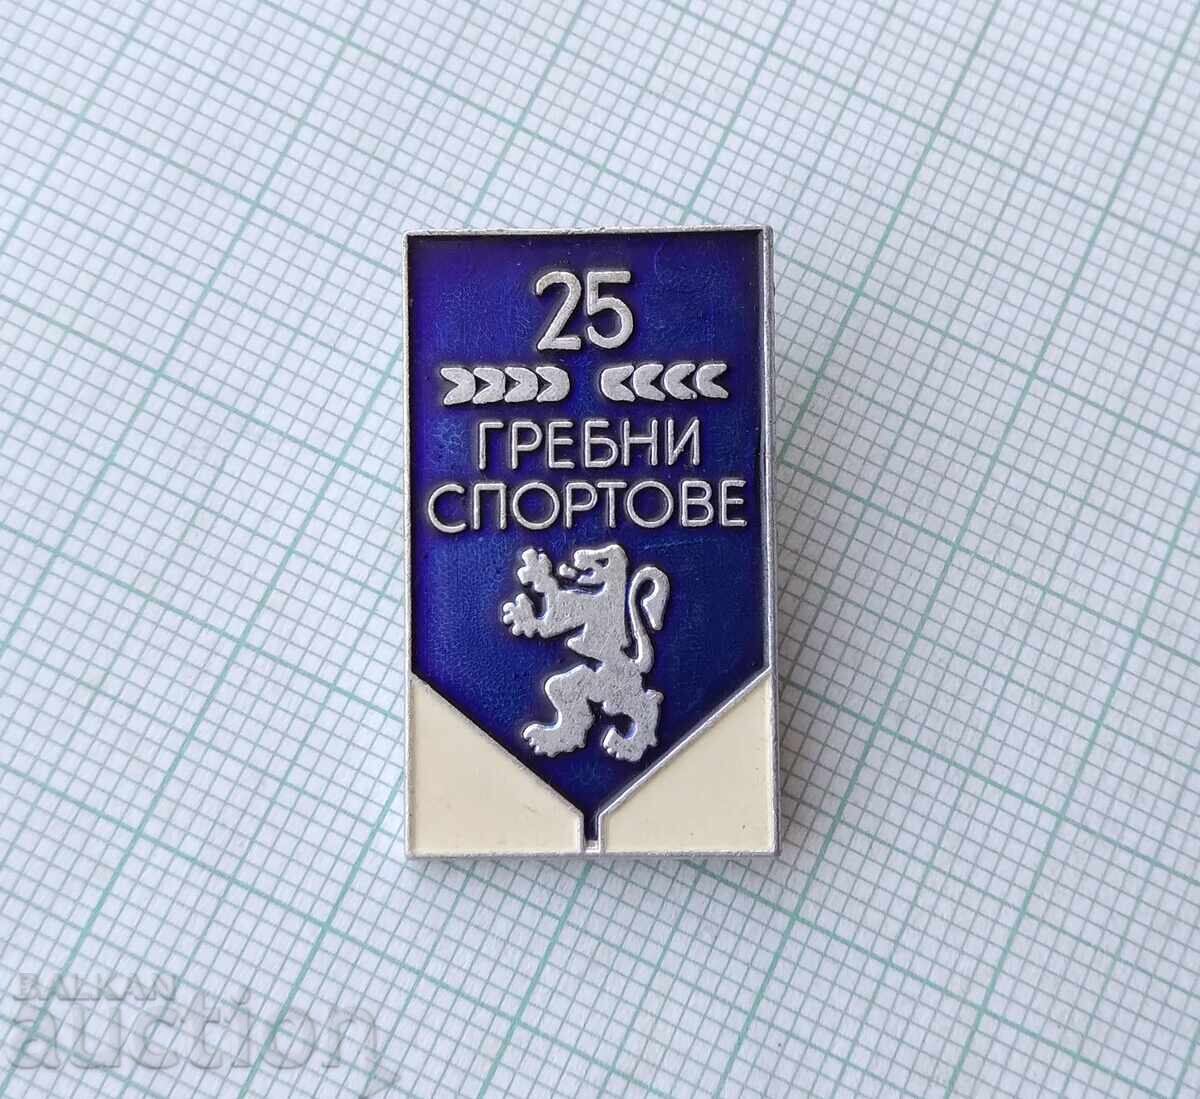 25
ГРЕБНИ
СПОРТОВЕ
BALKAN
auction